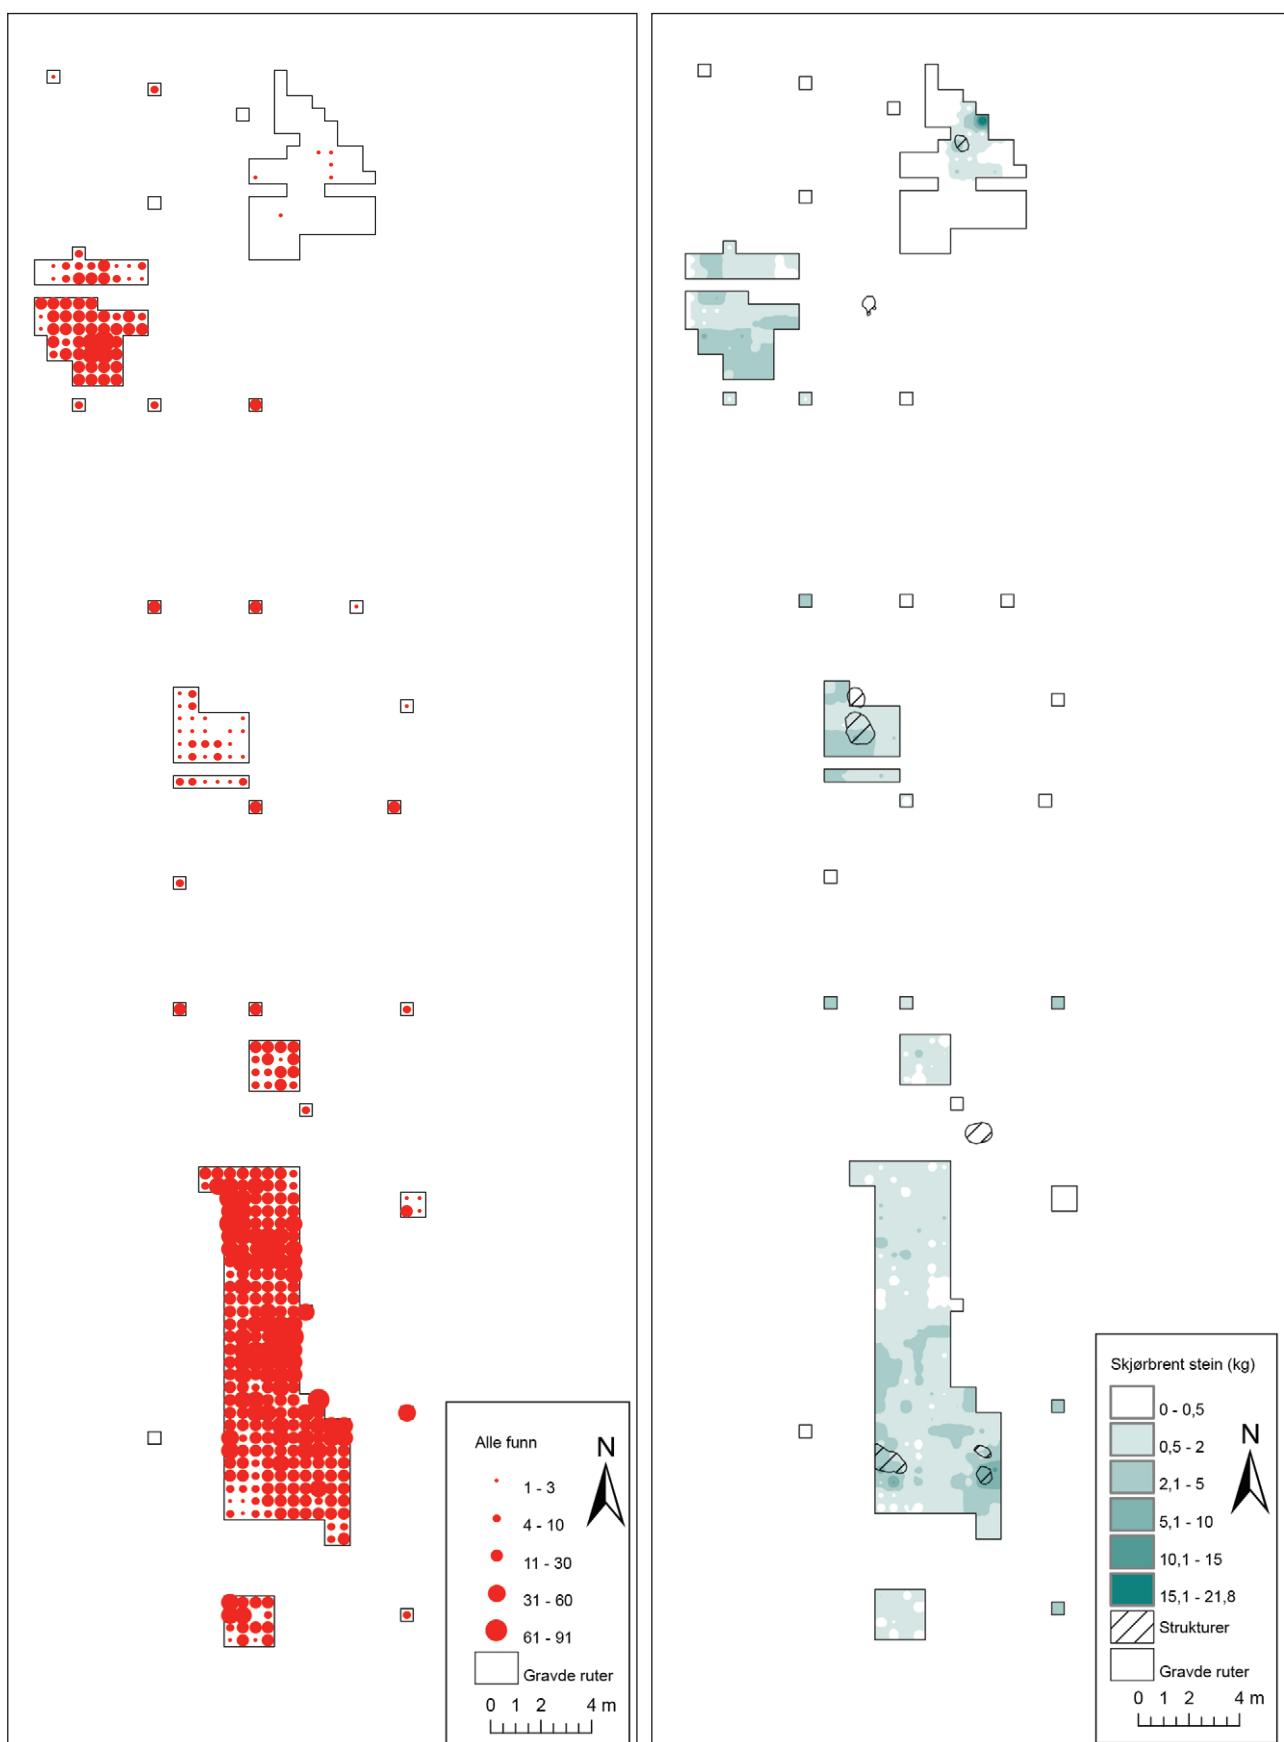 Alle funn
N
1 - 3
4 - 10
11 - 30
31 - 60
61 - 91
Gravde ruter
0 1 2 4 m
Skjørbrent stein (kg)
0 - 0,5
N
0,5 - 2
2,1 - 5
5,1 - 10
10,1 - 15
15,1 - 21,8
Strukturer
Gravde ruter
0 1 2 4 m